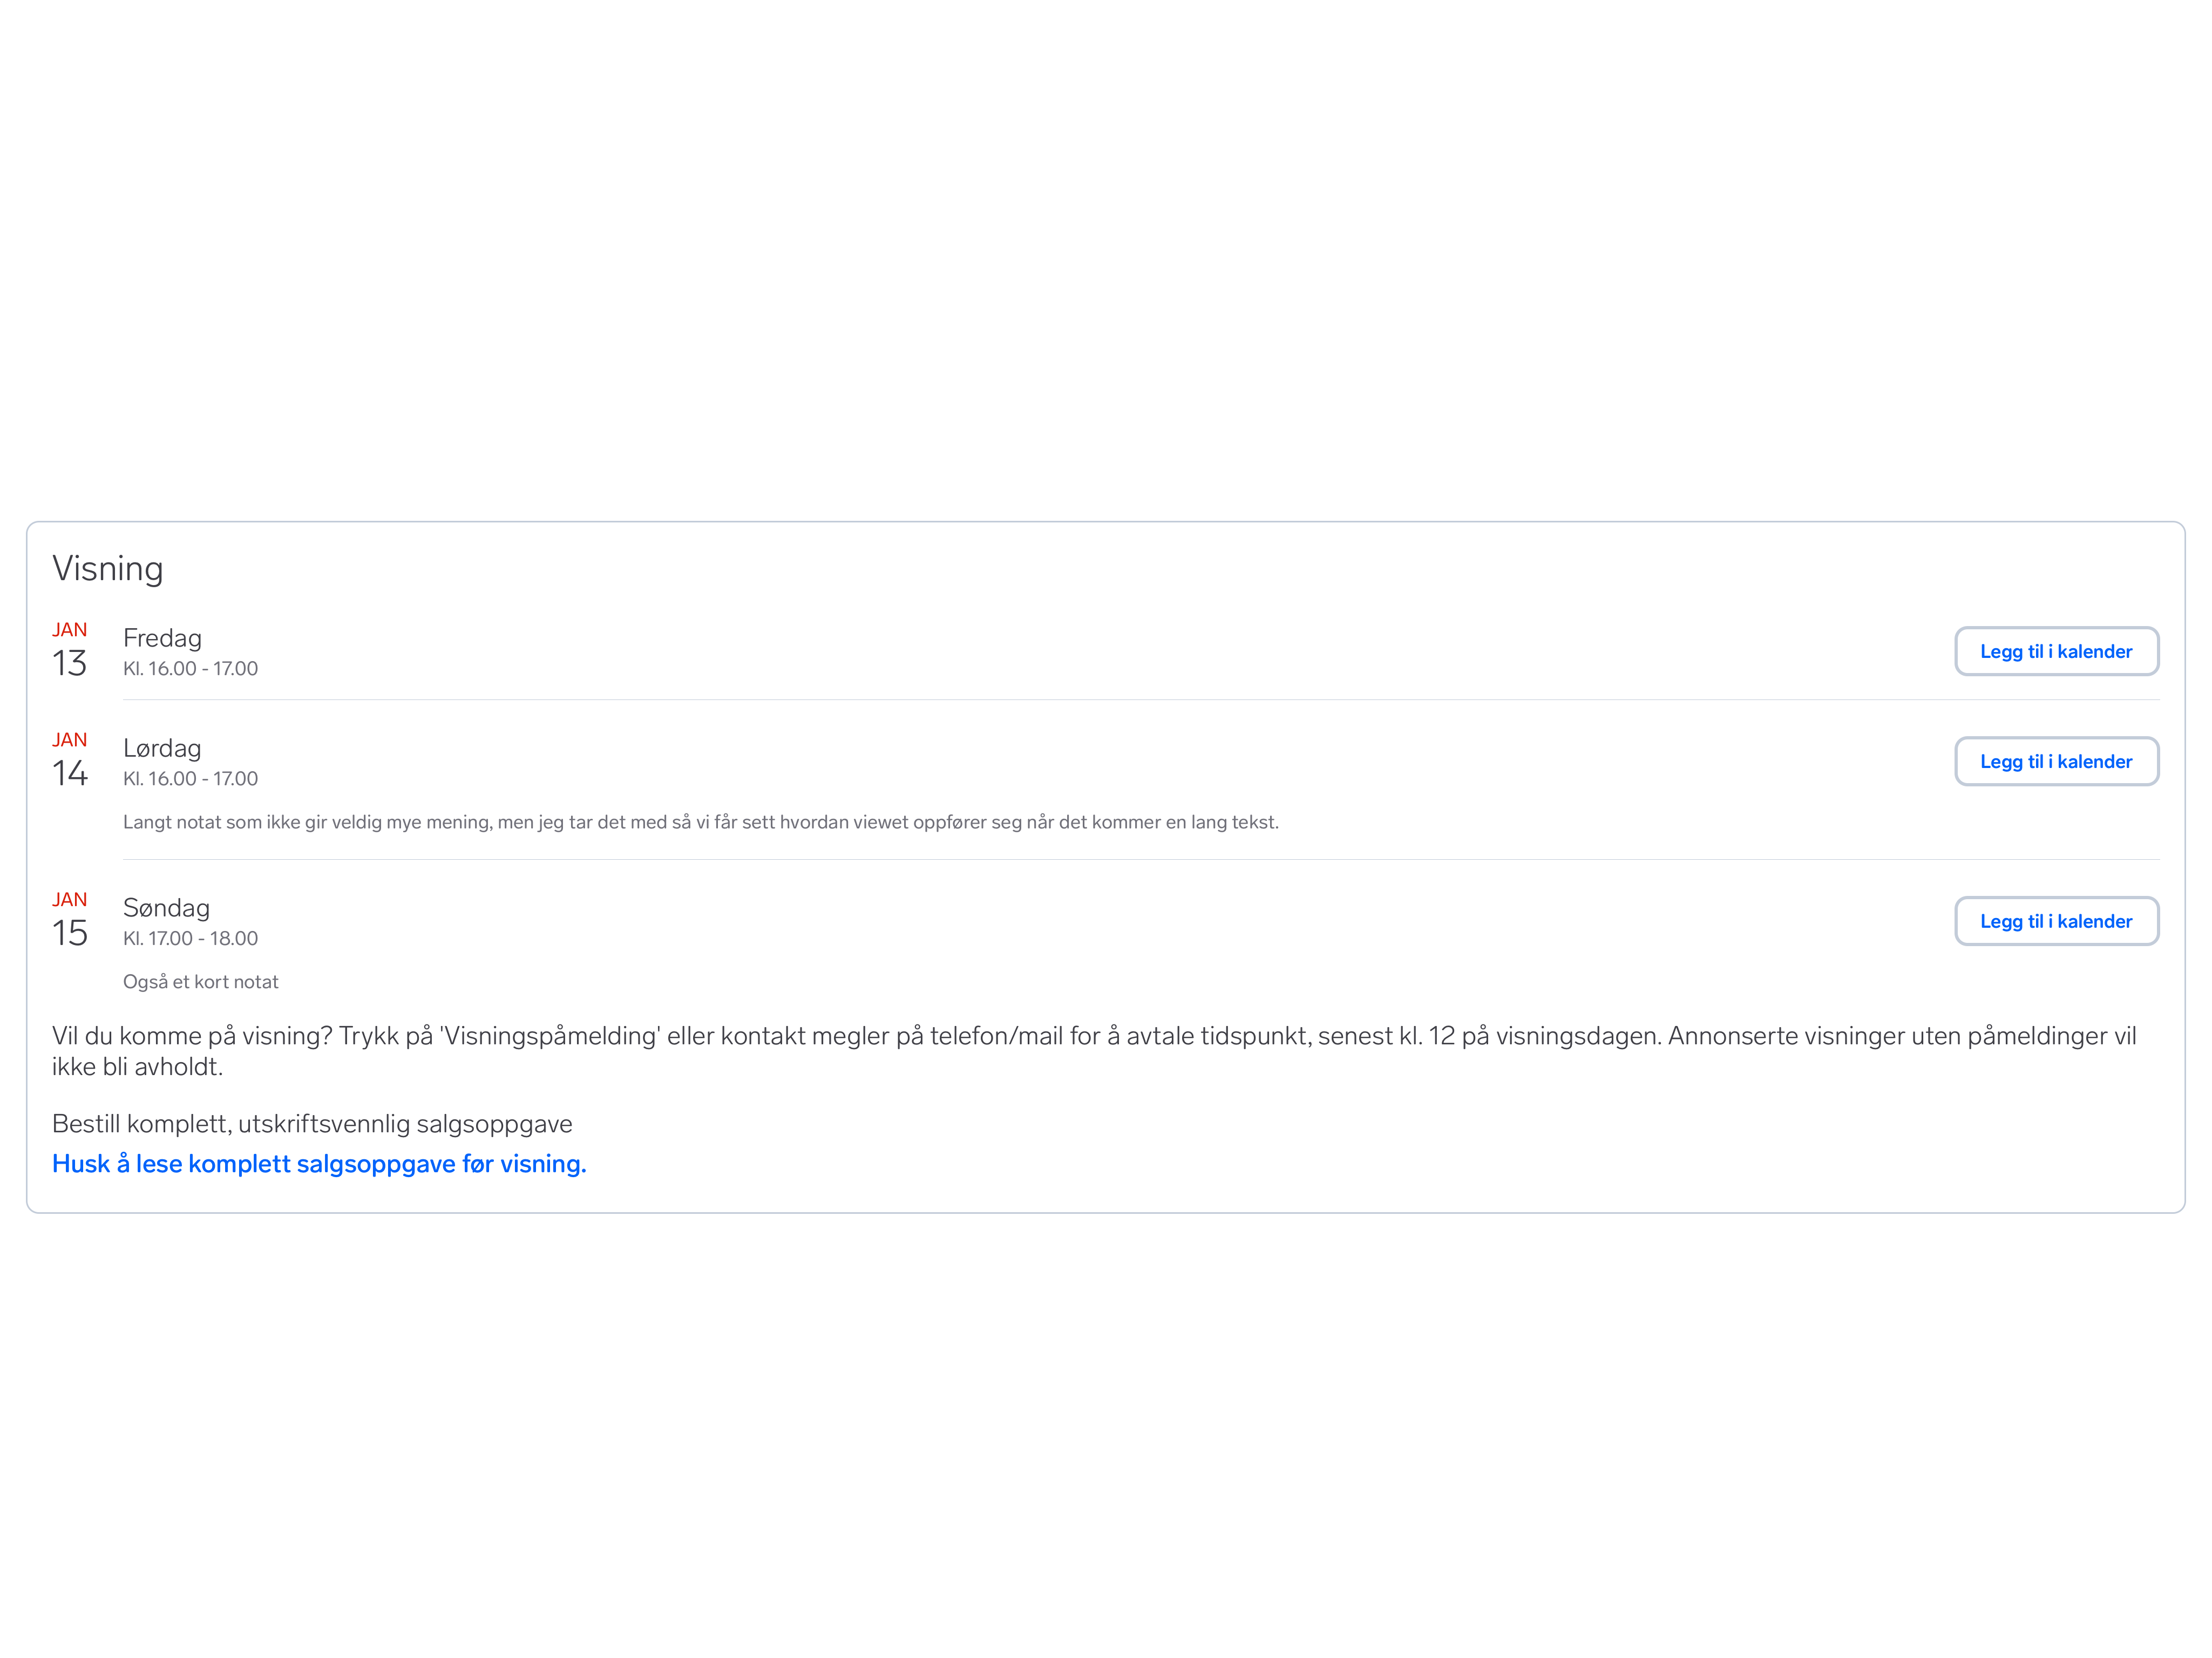 Visning
JAN
13
Fredag
Kl. 16.00 - 17.00
Legg til i kalender
JAN
14
Lørdag
Kl. 16.00 - 17.00
Legg til i kalender
Langt notat som ikke gir veldig mye mening, men jeg tar det med så vi får sett hvordan viewet oppfører seg når det kommer en lang tekst.
JAN
15
Søndag
Kl. 17.00 - 18.00
Legg til i kalender
Også et kort notat
Vil du komme på visning? Trykk på 'Visningspåmelding' eller kontakt megler på telefon/mail for å avtale tidspunkt, senest kl. 12 på visningsdagen. Annonserte visninger uten påmeldinger vil
ikke bli avholdt.
Bestill komplett, utskriftsvennlig salgsoppgave
Husk å lese komplett salgsoppgave før visning.